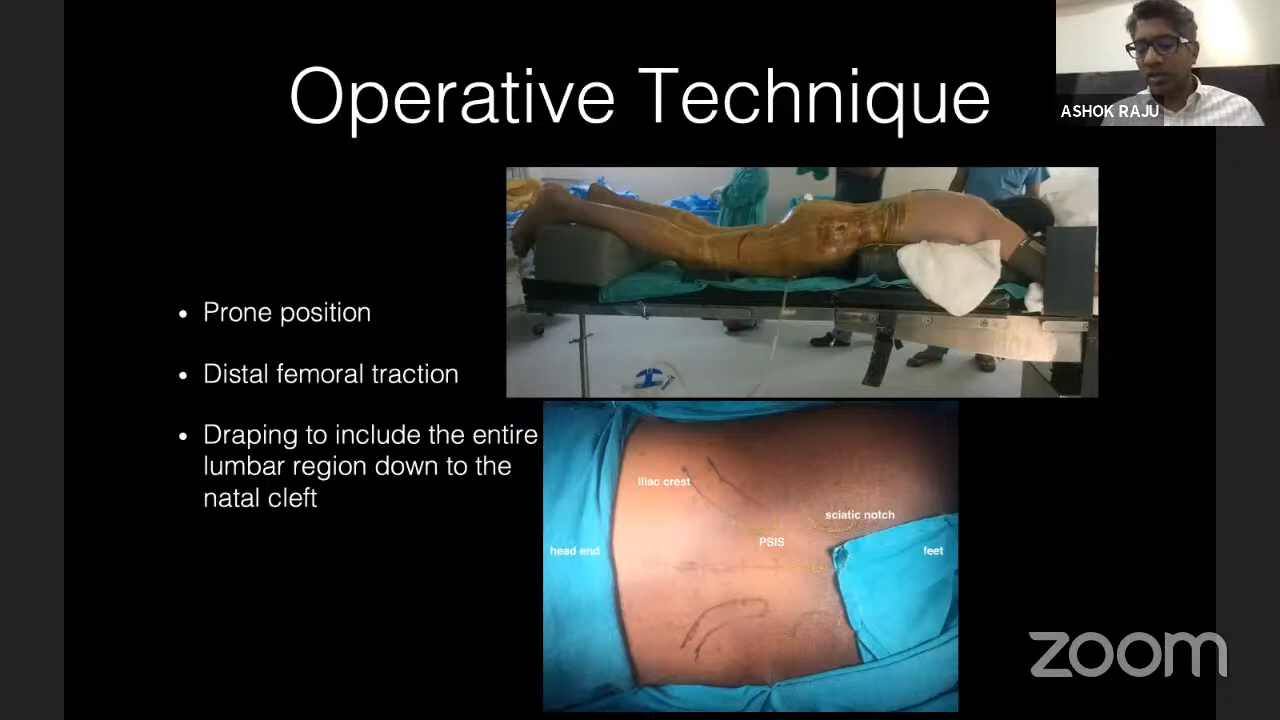 Operative Technique
ASHOK RAJU
• Prone position
• Distal femoral traction
• Draping to include the entire
lumbar region down to the
natal cleft
Iliac crest
sciatic notch
PSIS
head end
feet
zoom